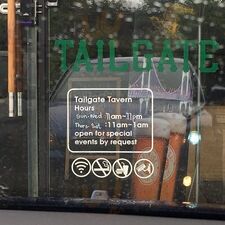 TAILGATE
Tailgate Tavern
Hours
Sun-Wed 11am-11pm
Thurs-Sat :11am-1am
open for special
events by request